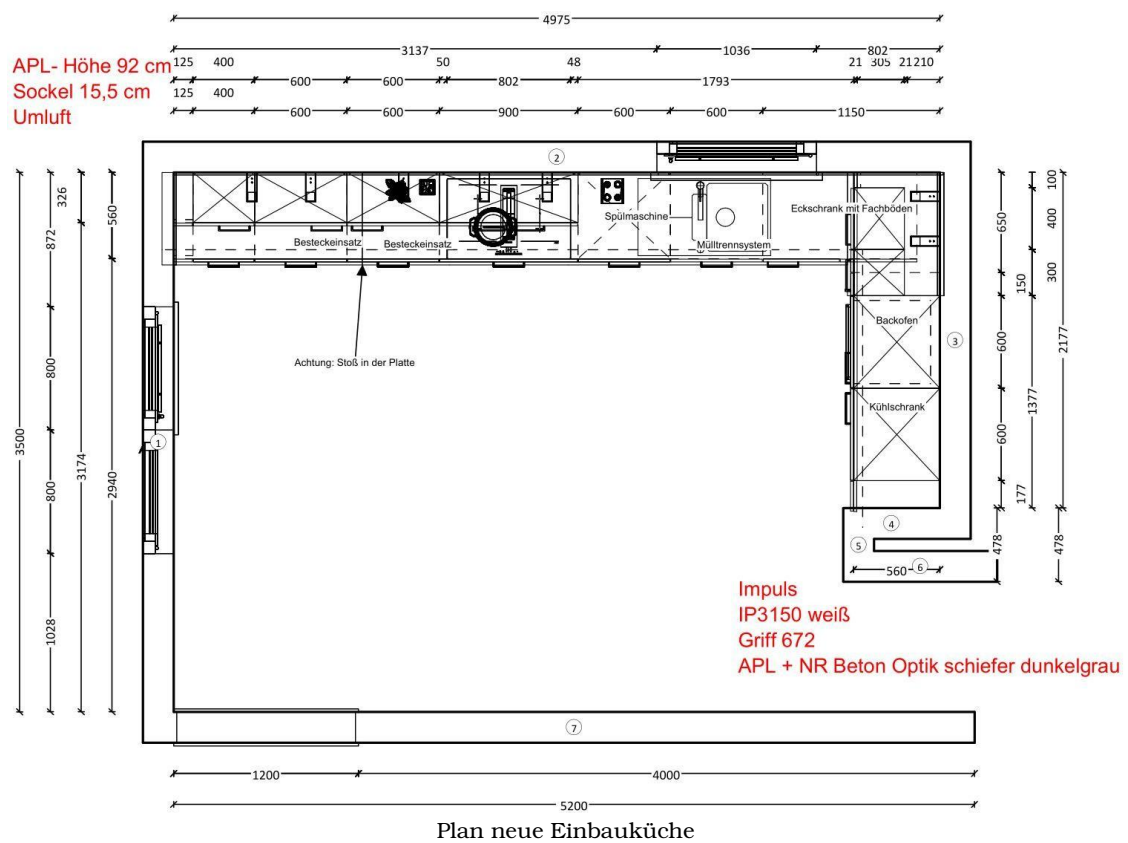 4975
3137 1036 802
APL- Höhe 92 cm
125 400 50 48 21 305 21 210
600 600 802 1793
Sockel 15,5 cm
125 400
Umluft
600 600 900 600 600 1150
2
326
560
872
650
100
400
Spülmaschine
Eckschrank mit Fachböden
Besteckeinsatz
Besteckeinsatz
Mülltrennsystem
150
300
Backofen
3
Achtung: Stoß in der Platte
800
600
2177
Kühlschrank
1377
1
3500
3174
2940
800
600
177
4
5
478
478
560
6
Impuls
IP3150 weiß
Griff 672
APL + NR Beton Optik schiefer dunkelgrau
1028
7
1200 4000
5200
Plan neue Einbauküche